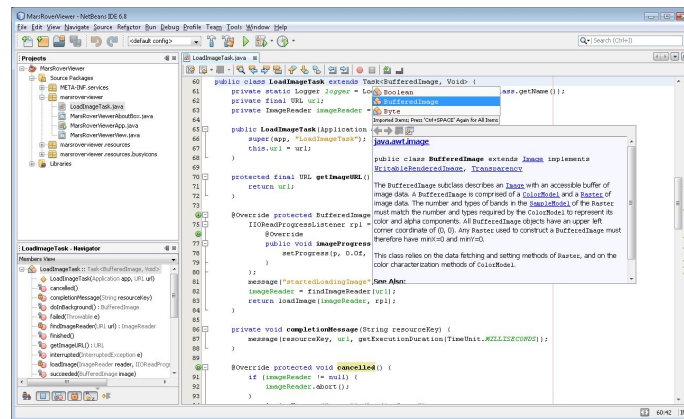 MarsRoverViewer - NetBeans IDE 6.8
File Edit View Navigate Source Refactor Run Debug Profile Team Tools Window Help
<default config>
Search (Ctrl+I)
Projects
MarsRoverViewer
Source Packages
META-INF.services
marsroverviewer
LoadImageTask.java
MarsRoverViewerAboutBox.java
MarsRoverViewerApp.java
MarsRoverViewerView.java
marsroverviewer.resources
marsroverviewer.resources.busyicons
Libraries
LoadImageTask - Navigator
Members View
LoadImageTask :: Task<BufferedImage, Void>
LoadImageTask(Application app, URL url)
cancelled()
completionMessage(String resourceKey)
doInBackground() : BufferedImage
failed(Throwable e)
findImageReader(URL url) : ImageReader
finished()
getImageURL() : URL
interrupted(InterruptedException e)
loadImage(ImageReader reader, IIOReadProgr
succeeded(BufferedImage image)
LoadImageTask.java
60 public class LoadImageTask extends Task<BufferedImage, Void> {
61 private static Logger logger = Lo
ass.getName());
62 private final URL url;
63 private ImageReader imageReader =
64
65 public LoadImageTask(Application
66 super(app, "LoadImageTask");
67 this.url = url;
68 }
69
70 protected final URL getImageURL()
71 return url;
72 }
73
@Override protected BufferedImage
75 IIOReadProgressListener rpl =
@Override
77 public void imageProgress
78 setProgress(p, 0.0f,
79 }
80 };
81 message("startedLoadingImage"
82 imageReader = findImageReader(
83 return loadImage(imageReader, rpl);
84 }
85
86 private void completionMessage(String resourceKey) {
87 message(resourceKey, url, getExecutionDuration(TimeUnit.MILLISECONDS));
88 }
89
@Override protected void cancelled() {
91 if (imageReader != null) {
92 imageReader.abort();
93 }
Boolean
BufferedImage
Byte
Imported Items; Press 'Ctrl+SPACE' Again for All Items
java.awt.image
public class BufferedImage extends Image implements
WritableRenderedImage, Transparency
The BufferedImage subclass describes an Image with an accessible buffer of
image data. A BufferedImage is comprised of a ColorModel and a Raster of
image data. The number and types of bands in the SampleModel of the Raster
must match the number and types required by the ColorModel to represent its
color and alpha components. All BufferedImage objects have an upper left
corner coordinate of (0, 0). Any Raster used to construct a BufferedImage must
therefore have minX=0 and minY=0.
This class relies on the data fetching and setting methods of Raster, and on the
color characterization methods of ColorModel.
See Also:
60:42